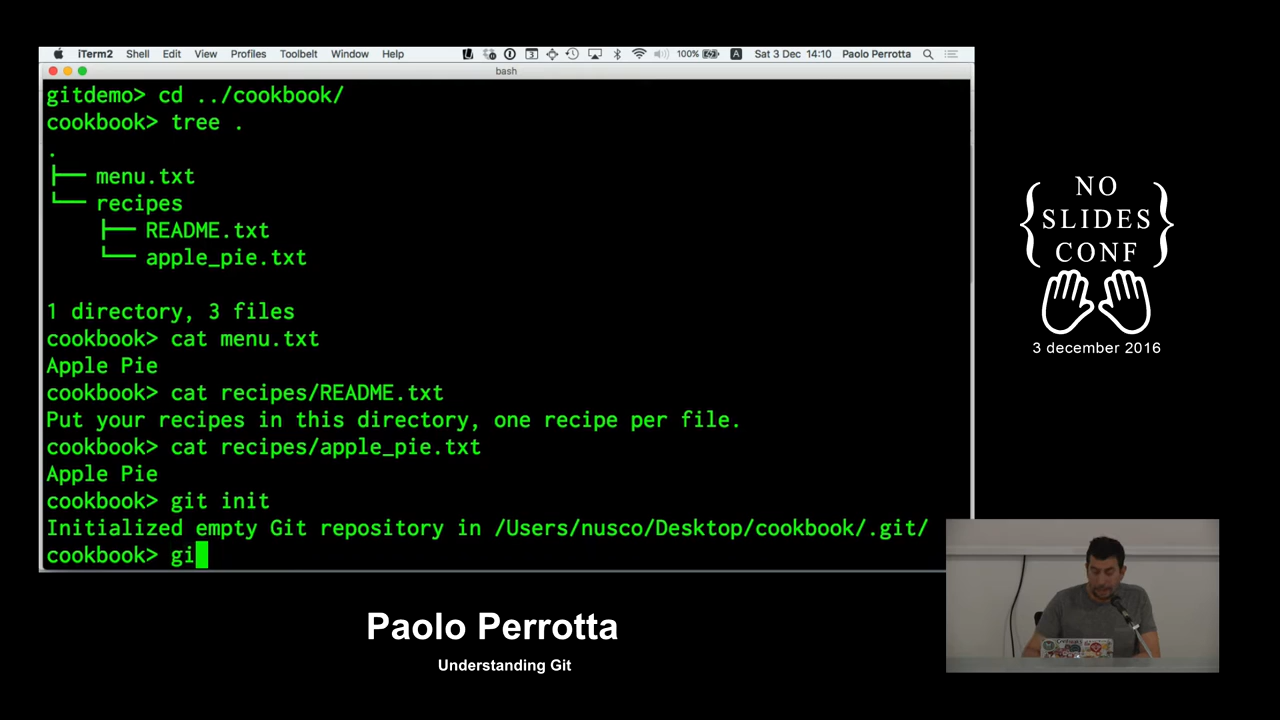 iTerm2 Shell Edit View Profiles Toolbelt Window Help 3 100% A Sat 3 Dec 14:10 Paolo Perrotta
bash
gitdemo> cd ../cookbook/
cookbook> tree .
.
├── menu.txt
└── recipes
├── README.txt
└── apple_pie.txt
1 directory, 3 files
cookbook> cat menu.txt
Apple Pie
cookbook> cat recipes/README.txt
Put your recipes in this directory, one recipe per file.
cookbook> cat recipes/apple_pie.txt
Apple Pie
cookbook> git init
Initialized empty Git repository in /Users/nusco/Desktop/cookbook/.git/
cookbook> gi
NO
SLIDES
CONF
3 december 2016
Paolo Perrotta
Understanding Git